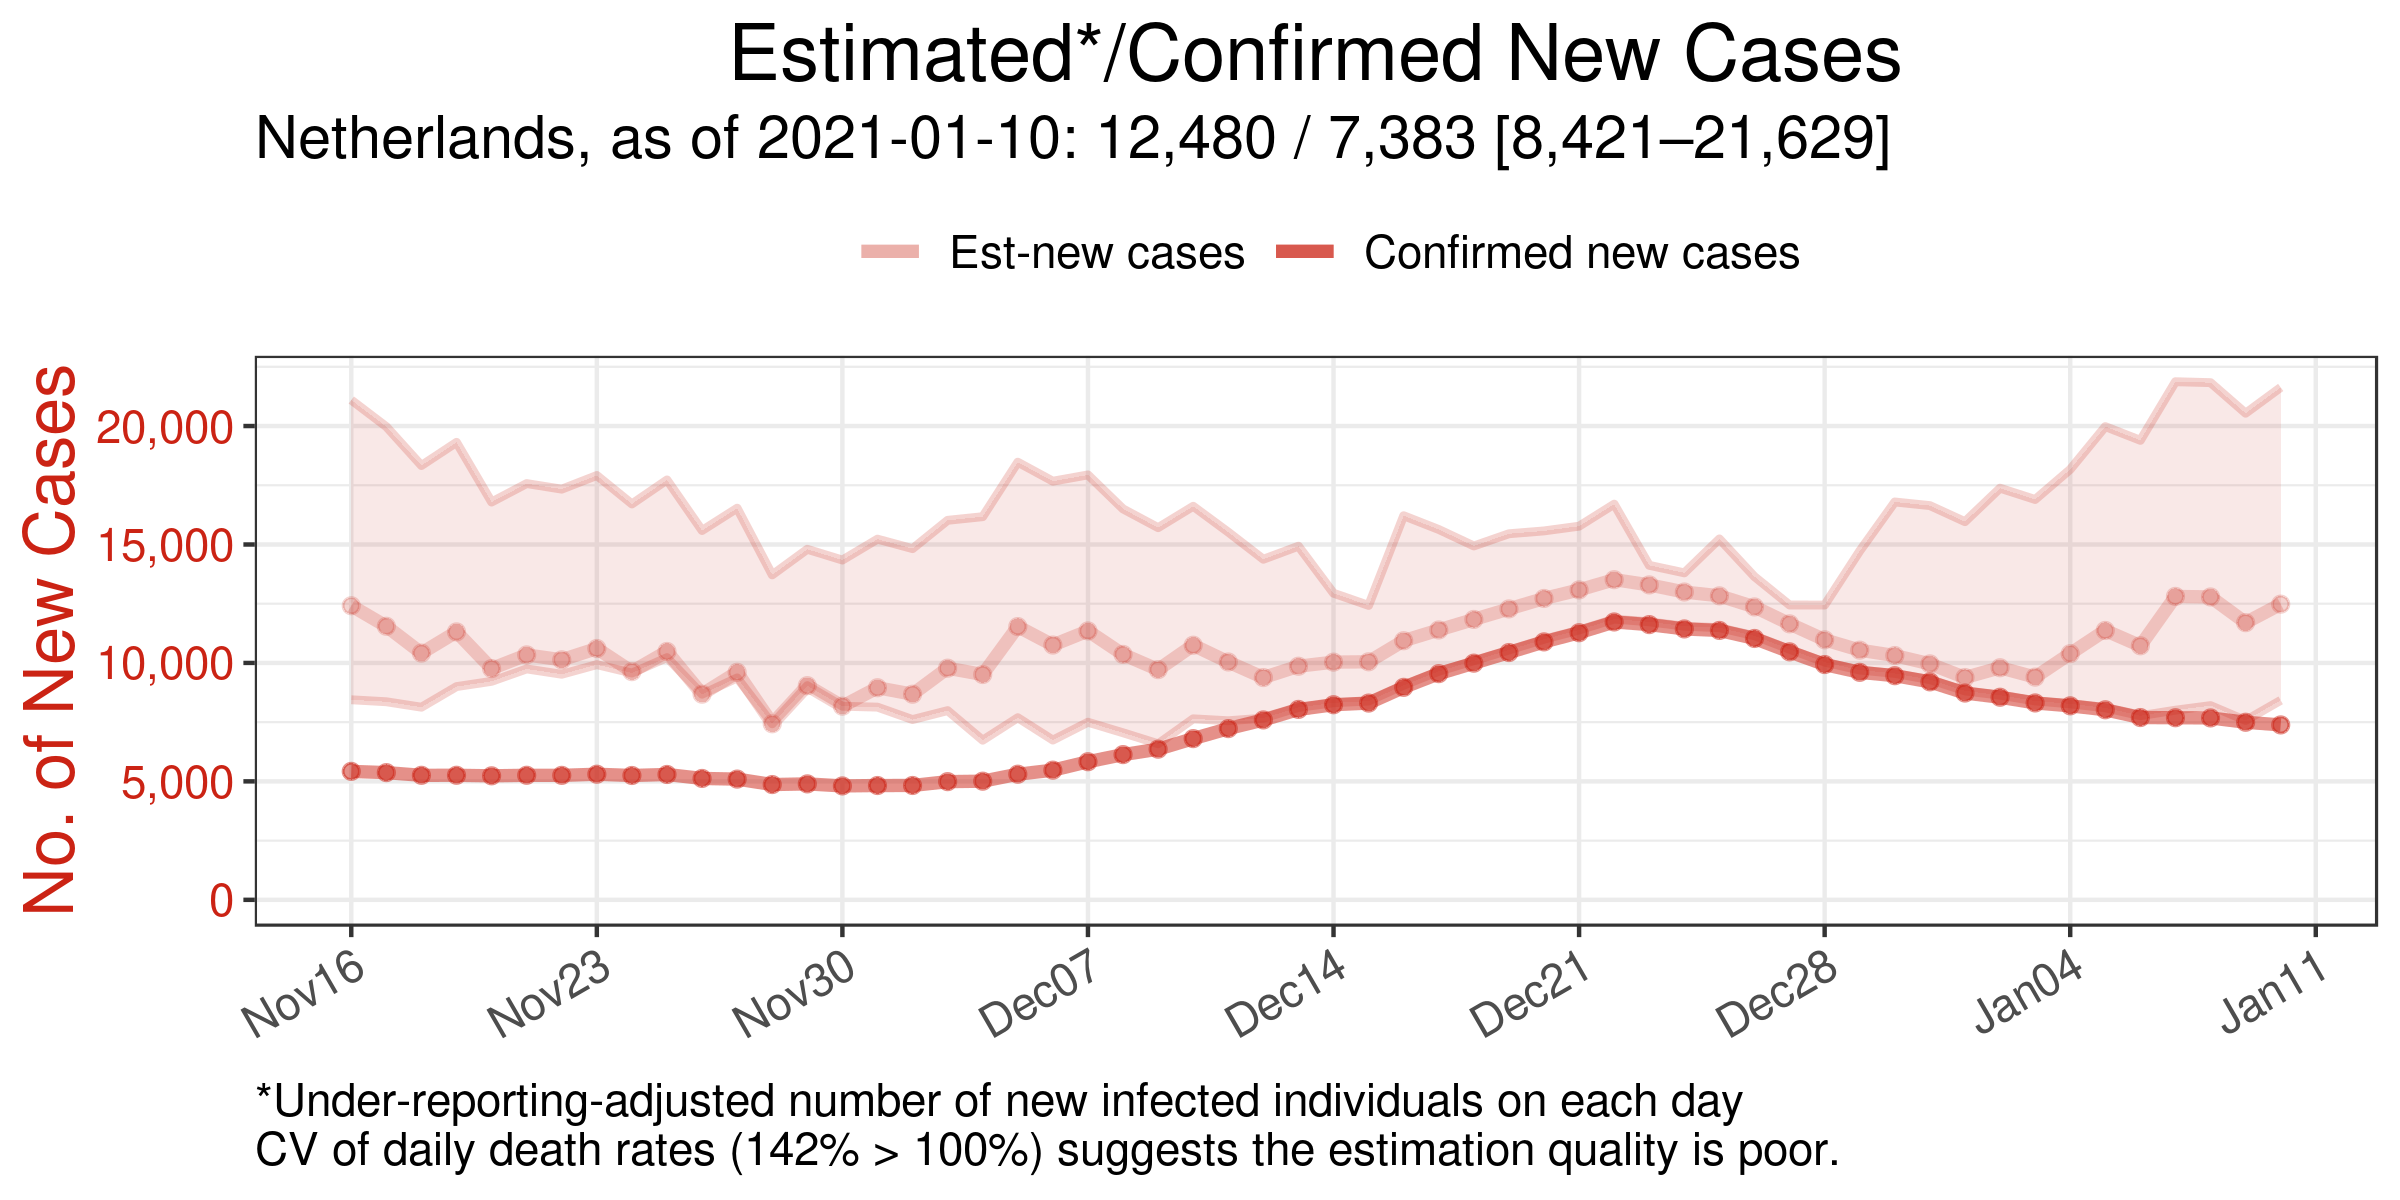 Estimated*/Confirmed New Cases
Netherlands, as of 2021-01-10: 12,480 / 7,383 [8,421–21,629]
Est-new cases
Confirmed new cases
No. of New Cases
20,000
15,000
10,000
5,000
0
Nov16
Nov23
Nov30
Dec07
Dec14
Dec21
Dec28
Jan04
Jan11
*Under-reporting-adjusted number of new infected individuals on each day
CV of daily death rates (142% > 100%) suggests the estimation quality is poor.